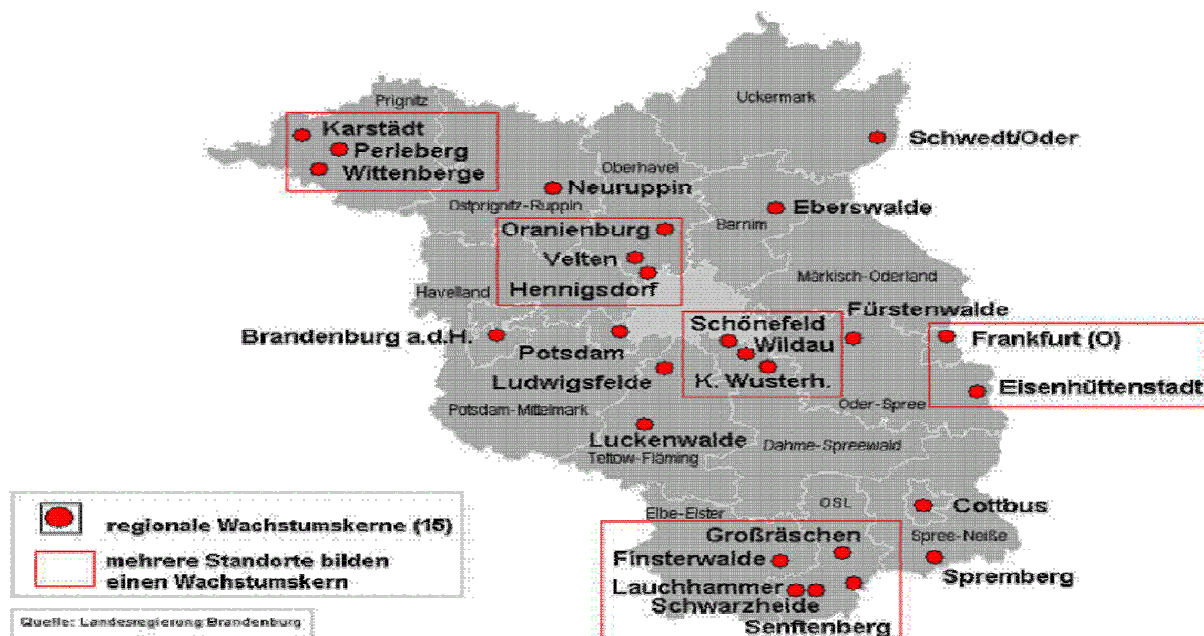 Prignitz
Uckermark
Karstädt
Perleberg
Wittenberge
Schwedt/Oder
Oberhavel
Neuruppin
Ostprignitz-Ruppin
Eberswalde
Barnim
Oranienburg
Velten
Hennigsdorf
Märkisch-Oderland
Havelland
Fürstenwalde
Brandenburg a.d.H.
Potsdam
Schönefeld
Wildau
K. Wusterh.
Frankfurt (O)
Ludwigsfelde
Eisenhüttenstadt
Potsdam-Mittelmark
Oder-Spree
Luckenwalde
Teltow-Fläming
Dahme-Spreewald
Elbe-Elster
OSL
Cottbus
Spree-Neiße
Großräschen
Finsterwalde
Lauchhammer
Schwarzheide
Senftenberg
Spremberg
regionale Wachstumskerne (15)
mehrere Standorte bilden
einen Wachstumskern
Quelle: Landesregierung Brandenburg